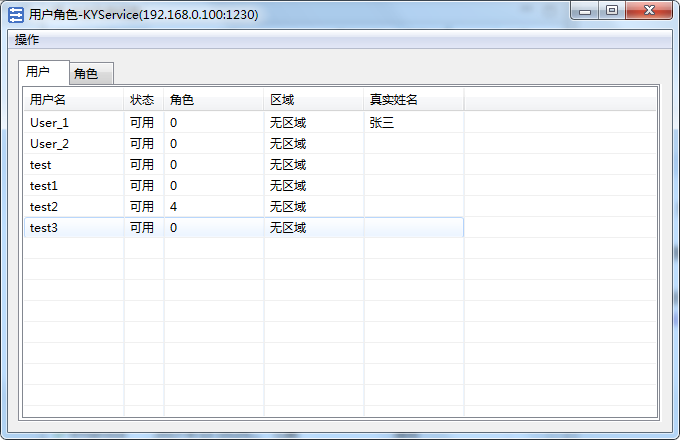 用户角色-KYService(192.168.0.100:1230)
操作
用户 角色
用户名 状态 角色 区域 真实姓名
User_1 可用 0 无区域 张三
User_2 可用 0 无区域
test 可用 0 无区域
test1 可用 0 无区域
test2 可用 4 无区域
test3 可用 0 无区域